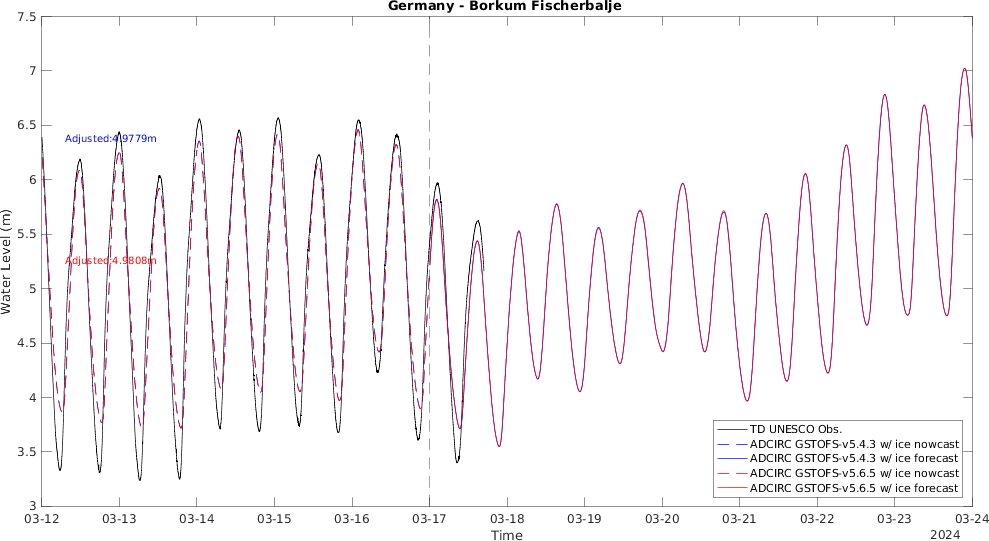 Germany - Borkum Fischerbalje
7.5
7
6.5
6
5.5
5
4.5
4
3.5
3
Water Level (m)
Adjusted:4.9779m
Adjusted:4.9808m
TD UNESCO Obs.
ADCIRC GSTOFS-v5.4.3 w/ ice nowcast
ADCIRC GSTOFS-v5.4.3 w/ ice forecast
ADCIRC GSTOFS-v5.6.5 w/ ice nowcast
ADCIRC GSTOFS-v5.6.5 w/ ice forecast
03-12 03-13 03-14 03-15 03-16 03-17 03-18 03-19 03-20 03-21 03-22 03-23 03-24
Time
2024